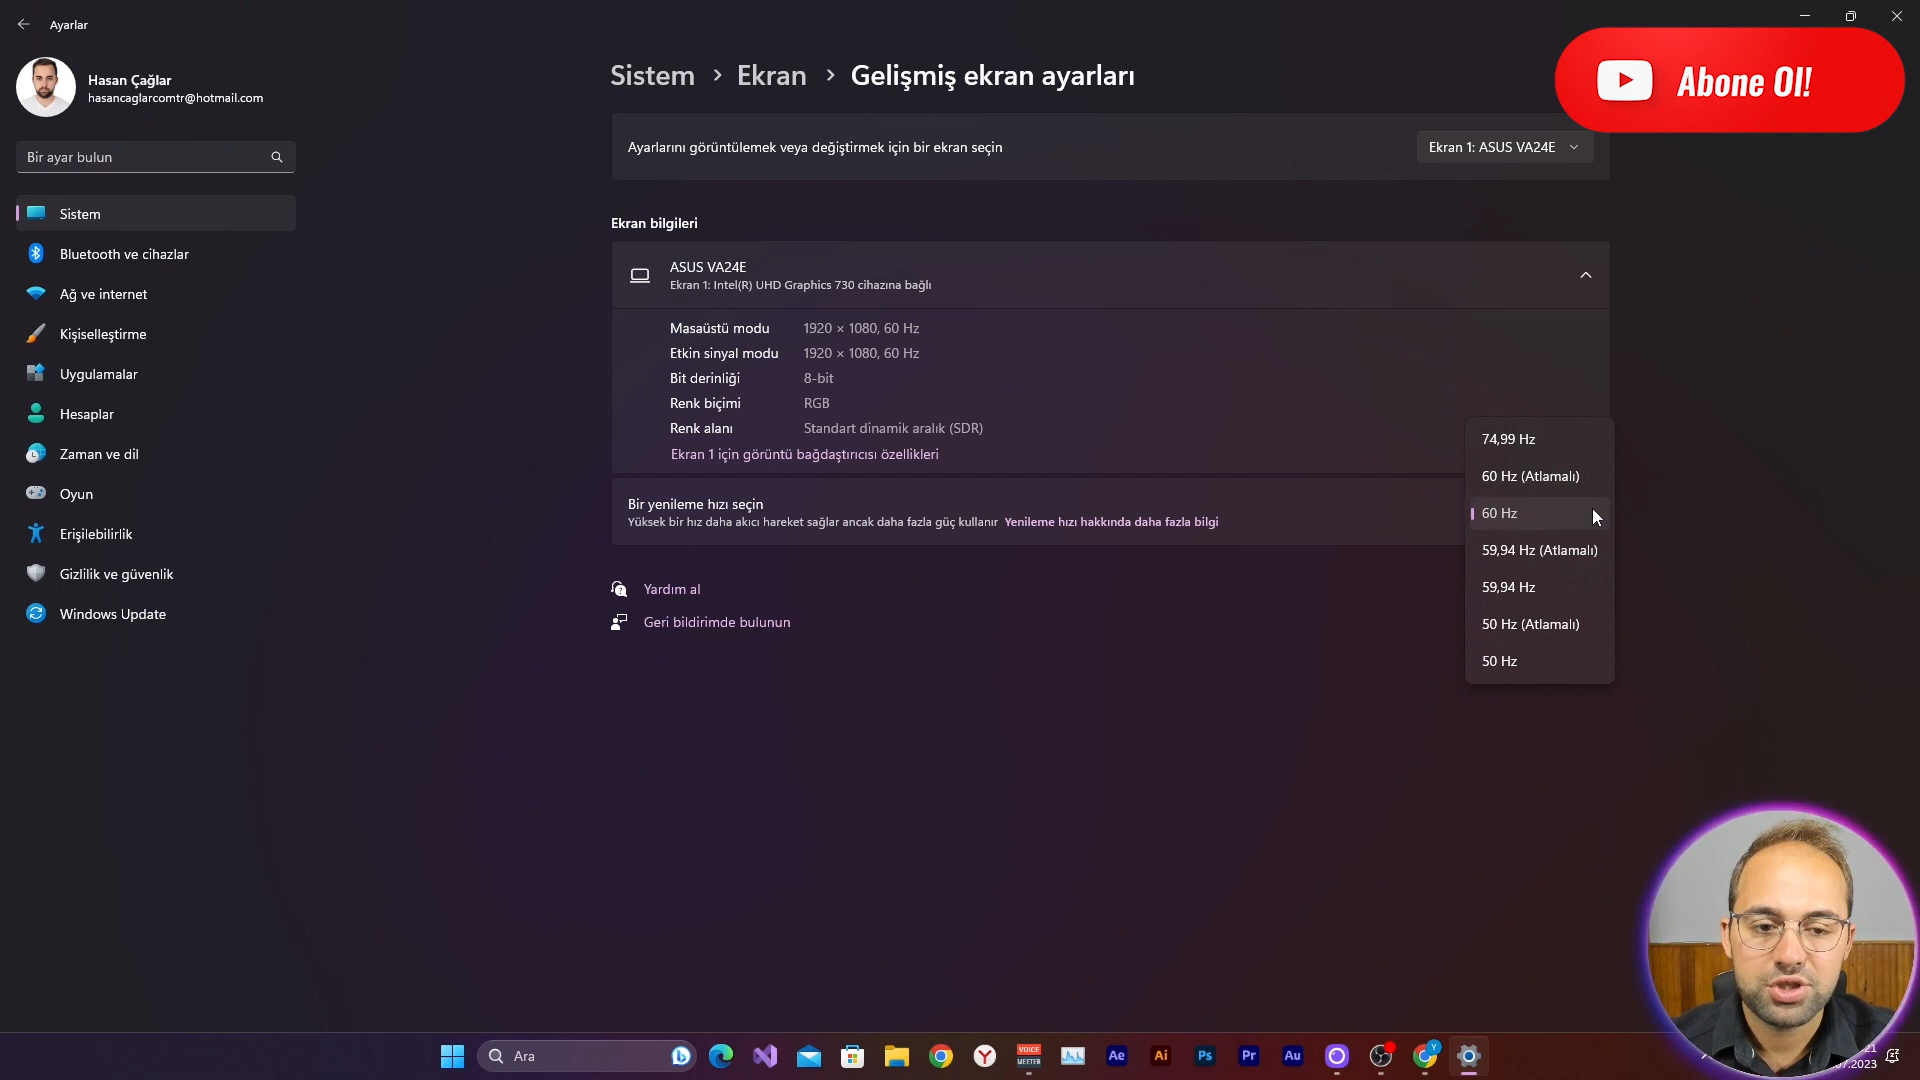 Ayarlar
Hasan Çağlar
hasancaglarcomtr@hotmail.com
Bir ayar bulun
Sistem
Bluetooth ve cihazlar
Ağ ve internet
Kişiselleştirme
Uygulamalar
Hesaplar
Zaman ve dil
Oyun
Erişilebilirlik
Gizlilik ve güvenlik
Windows Update
Sistem > Ekran > Gelişmiş ekran ayarları
Abone Ol!
Ayarlarını görüntülemek veya değiştirmek için bir ekran seçin
Ekran 1: ASUS VA24E
Ekran bilgileri
ASUS VA24E
Ekran 1: Intel(R) UHD Graphics 730 cihazına bağlı
Masaüstü modu 1920 × 1080, 60 Hz
Etkin sinyal modu 1920 × 1080, 60 Hz
Bit derinliği 8-bit
Renk biçimi RGB
Renk alanı Standart dinamik aralık (SDR)
Ekran 1 için görüntü bağdaştırıcısı özellikleri
Bir yenileme hızı seçin
Yüksek bir hız daha akıcı hareket sağlar ancak daha fazla güç kullanır Yenileme hızı hakkında daha fazla bilgi
74,99 Hz
60 Hz (Atlamalı)
60 Hz
59,94 Hz (Atlamalı)
59,94 Hz
50 Hz (Atlamalı)
50 Hz
Yardım al
Geri bildirimde bulunun
Ara
VOICE
MEETER
Ae
Ai
Ps
Pr
Au
Y
21
.2023